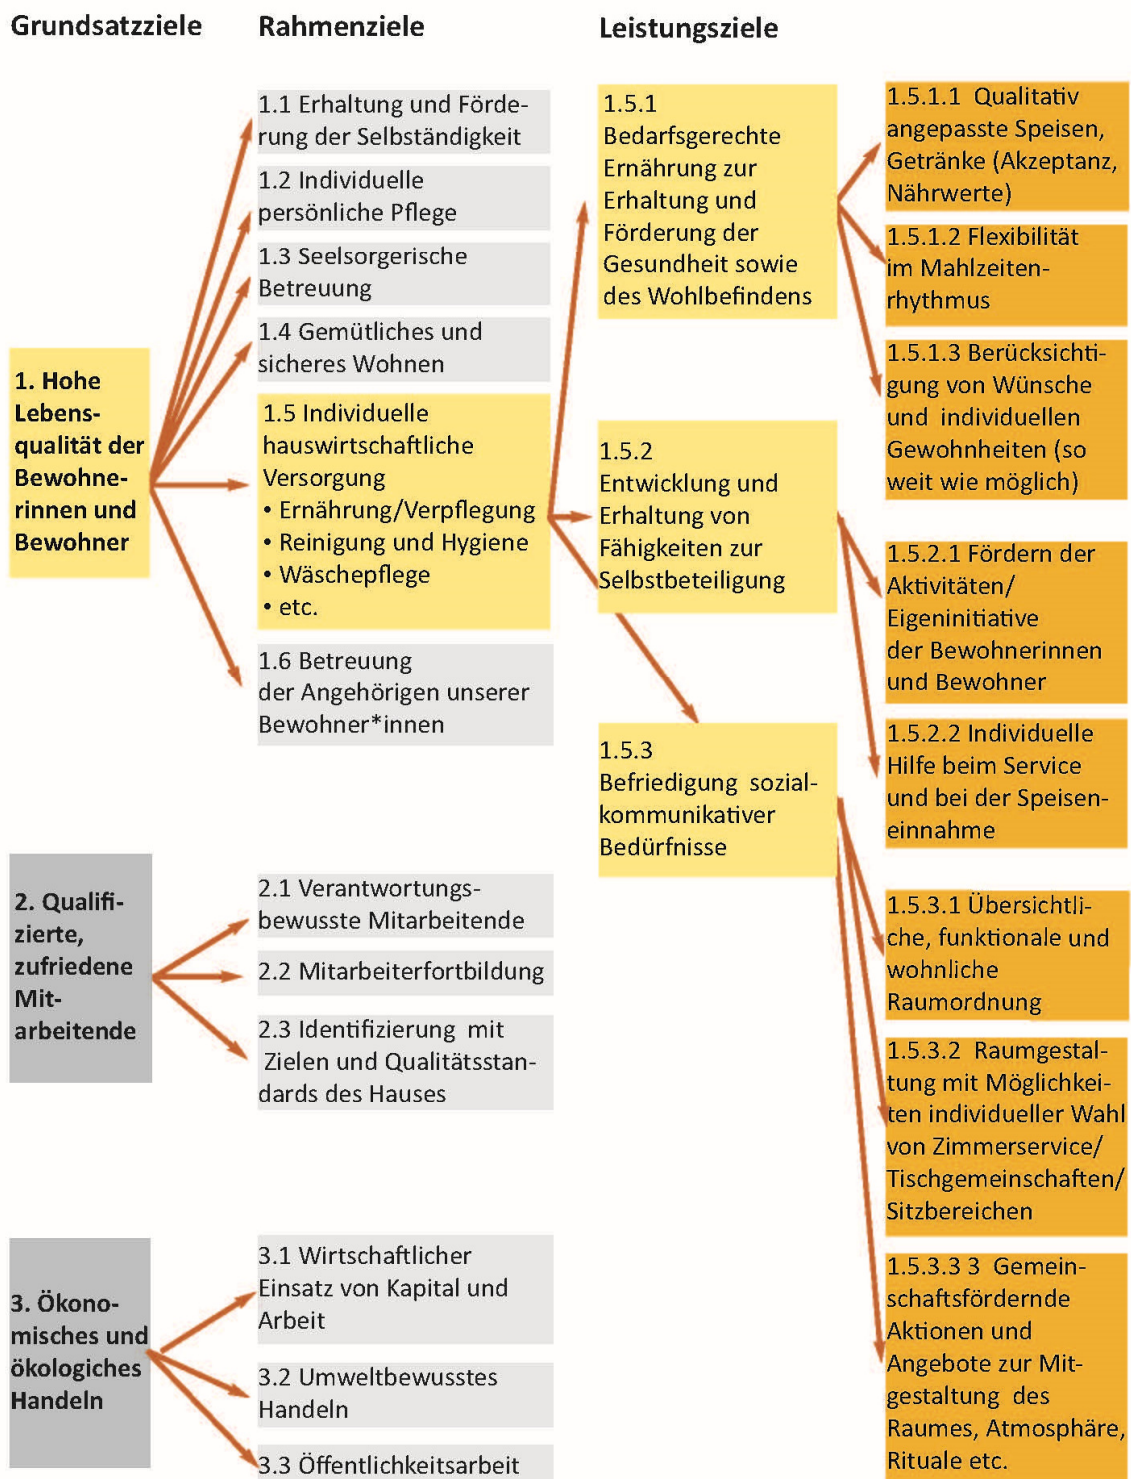 Grundsatzziele
Rahmenziele
Leistungsziele
1. Hohe
Lebens-
qualität der
Bewohne-
rinnen und
Bewohner
1.1 Erhaltung und Förde-
rung der Selbständigkeit
1.2 Individuelle
persönliche Pflege
1.3 Seelsorgerische
Betreuung
1.4 Gemütliches und
sicheres Wohnen
1.5 Individuelle
hauswirtschaftliche
Versorgung
• Ernährung/Verpflegung
• Reinigung und Hygiene
• Wäschepflege
• etc.
1.6 Betreuung
der Angehörigen unserer
Bewohner*innen
1.5.1
Bedarfsgerechte
Ernährung zur
Erhaltung und
Förderung der
Gesundheit sowie
des Wohlbefindens
1.5.1.1 Qualitativ
angepasste Speisen,
Getränke (Akzeptanz,
Nährwerte)
1.5.1.2 Flexibilität
im Mahlzeiten-
rhythmus
1.5.1.3 Berücksichti-
gung von Wünsche
und individuellen
Gewohnheiten (so
weit wie möglich)
1.5.2
Entwicklung und
Erhaltung von
Fähigkeiten zur
Selbstbeteiligung
1.5.2.1 Fördern der
Aktivitäten/
Eigeninitiative
der Bewohnerinnen
und Bewohner
1.5.2.2 Individuelle
Hilfe beim Service
und bei der Speisen-
einnahme
1.5.3
Befriedigung sozial-
kommunikativer
Bedürfnisse
1.5.3.1 Übersichtli-
che, funktionale und
wohnliche
Raumordnung
1.5.3.2 Raumgestal-
tung mit Möglichkei-
ten individueller Wahl
von Zimmerservice/
Tischgemeinschaften/
Sitzbereichen
1.5.3.3 3 Gemein-
schaftsfördernde
Aktionen und
Angebote zur Mit-
gestaltung des
Raumes, Atmosphäre,
Rituale etc.
2. Qualifi-
zierte,
zufriedene
Mit-
arbeitende
2.1 Verantwortungs-
bewusste Mitarbeitende
2.2 Mitarbeiterfortbildung
2.3 Identifizierung mit
Zielen und Qualitätsstan-
dards des Hauses
3. Ökono-
misches und
ökologiches
Handeln
3.1 Wirtschaftlicher
Einsatz von Kapital und
Arbeit
3.2 Umweltbewusstes
Handeln
3.3 Öffentlichkeitsarbeit